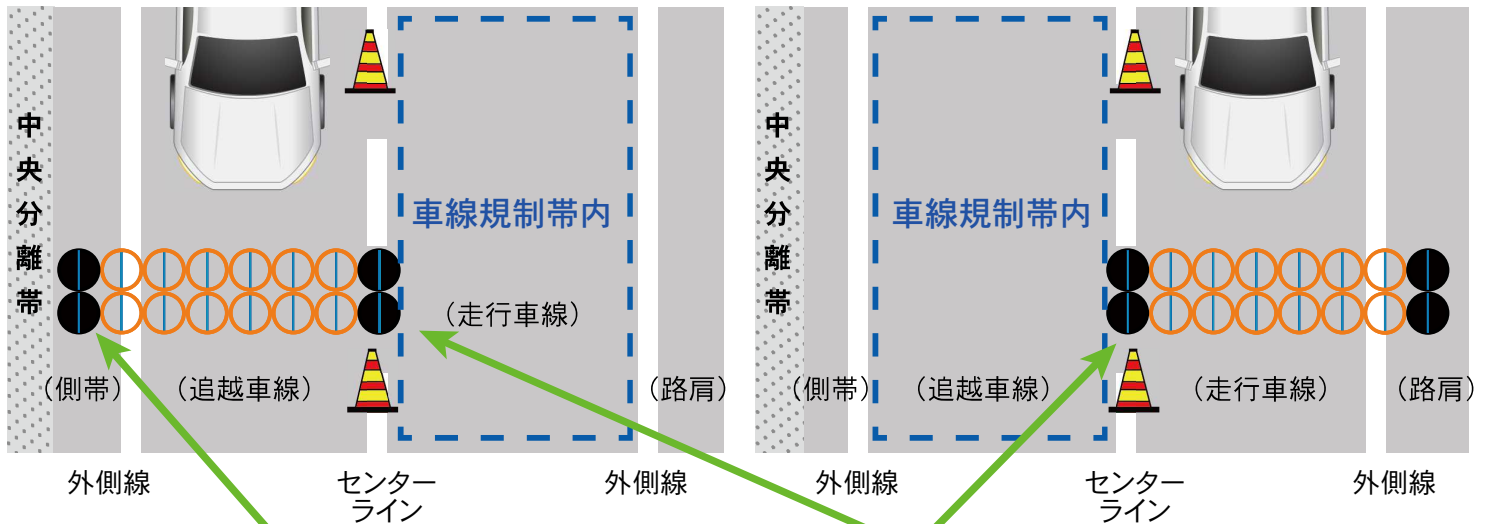 中央分離帯
車線規制帯内
(走行車線)
(側帯)
(追越車線)
(路肩)
外側線
センター
ライン
外側線
中央分離帯
車線規制帯内
(側帯)
(追越車線)
(走行車線)
(路肩)
外側線
センター
ライン
外側線